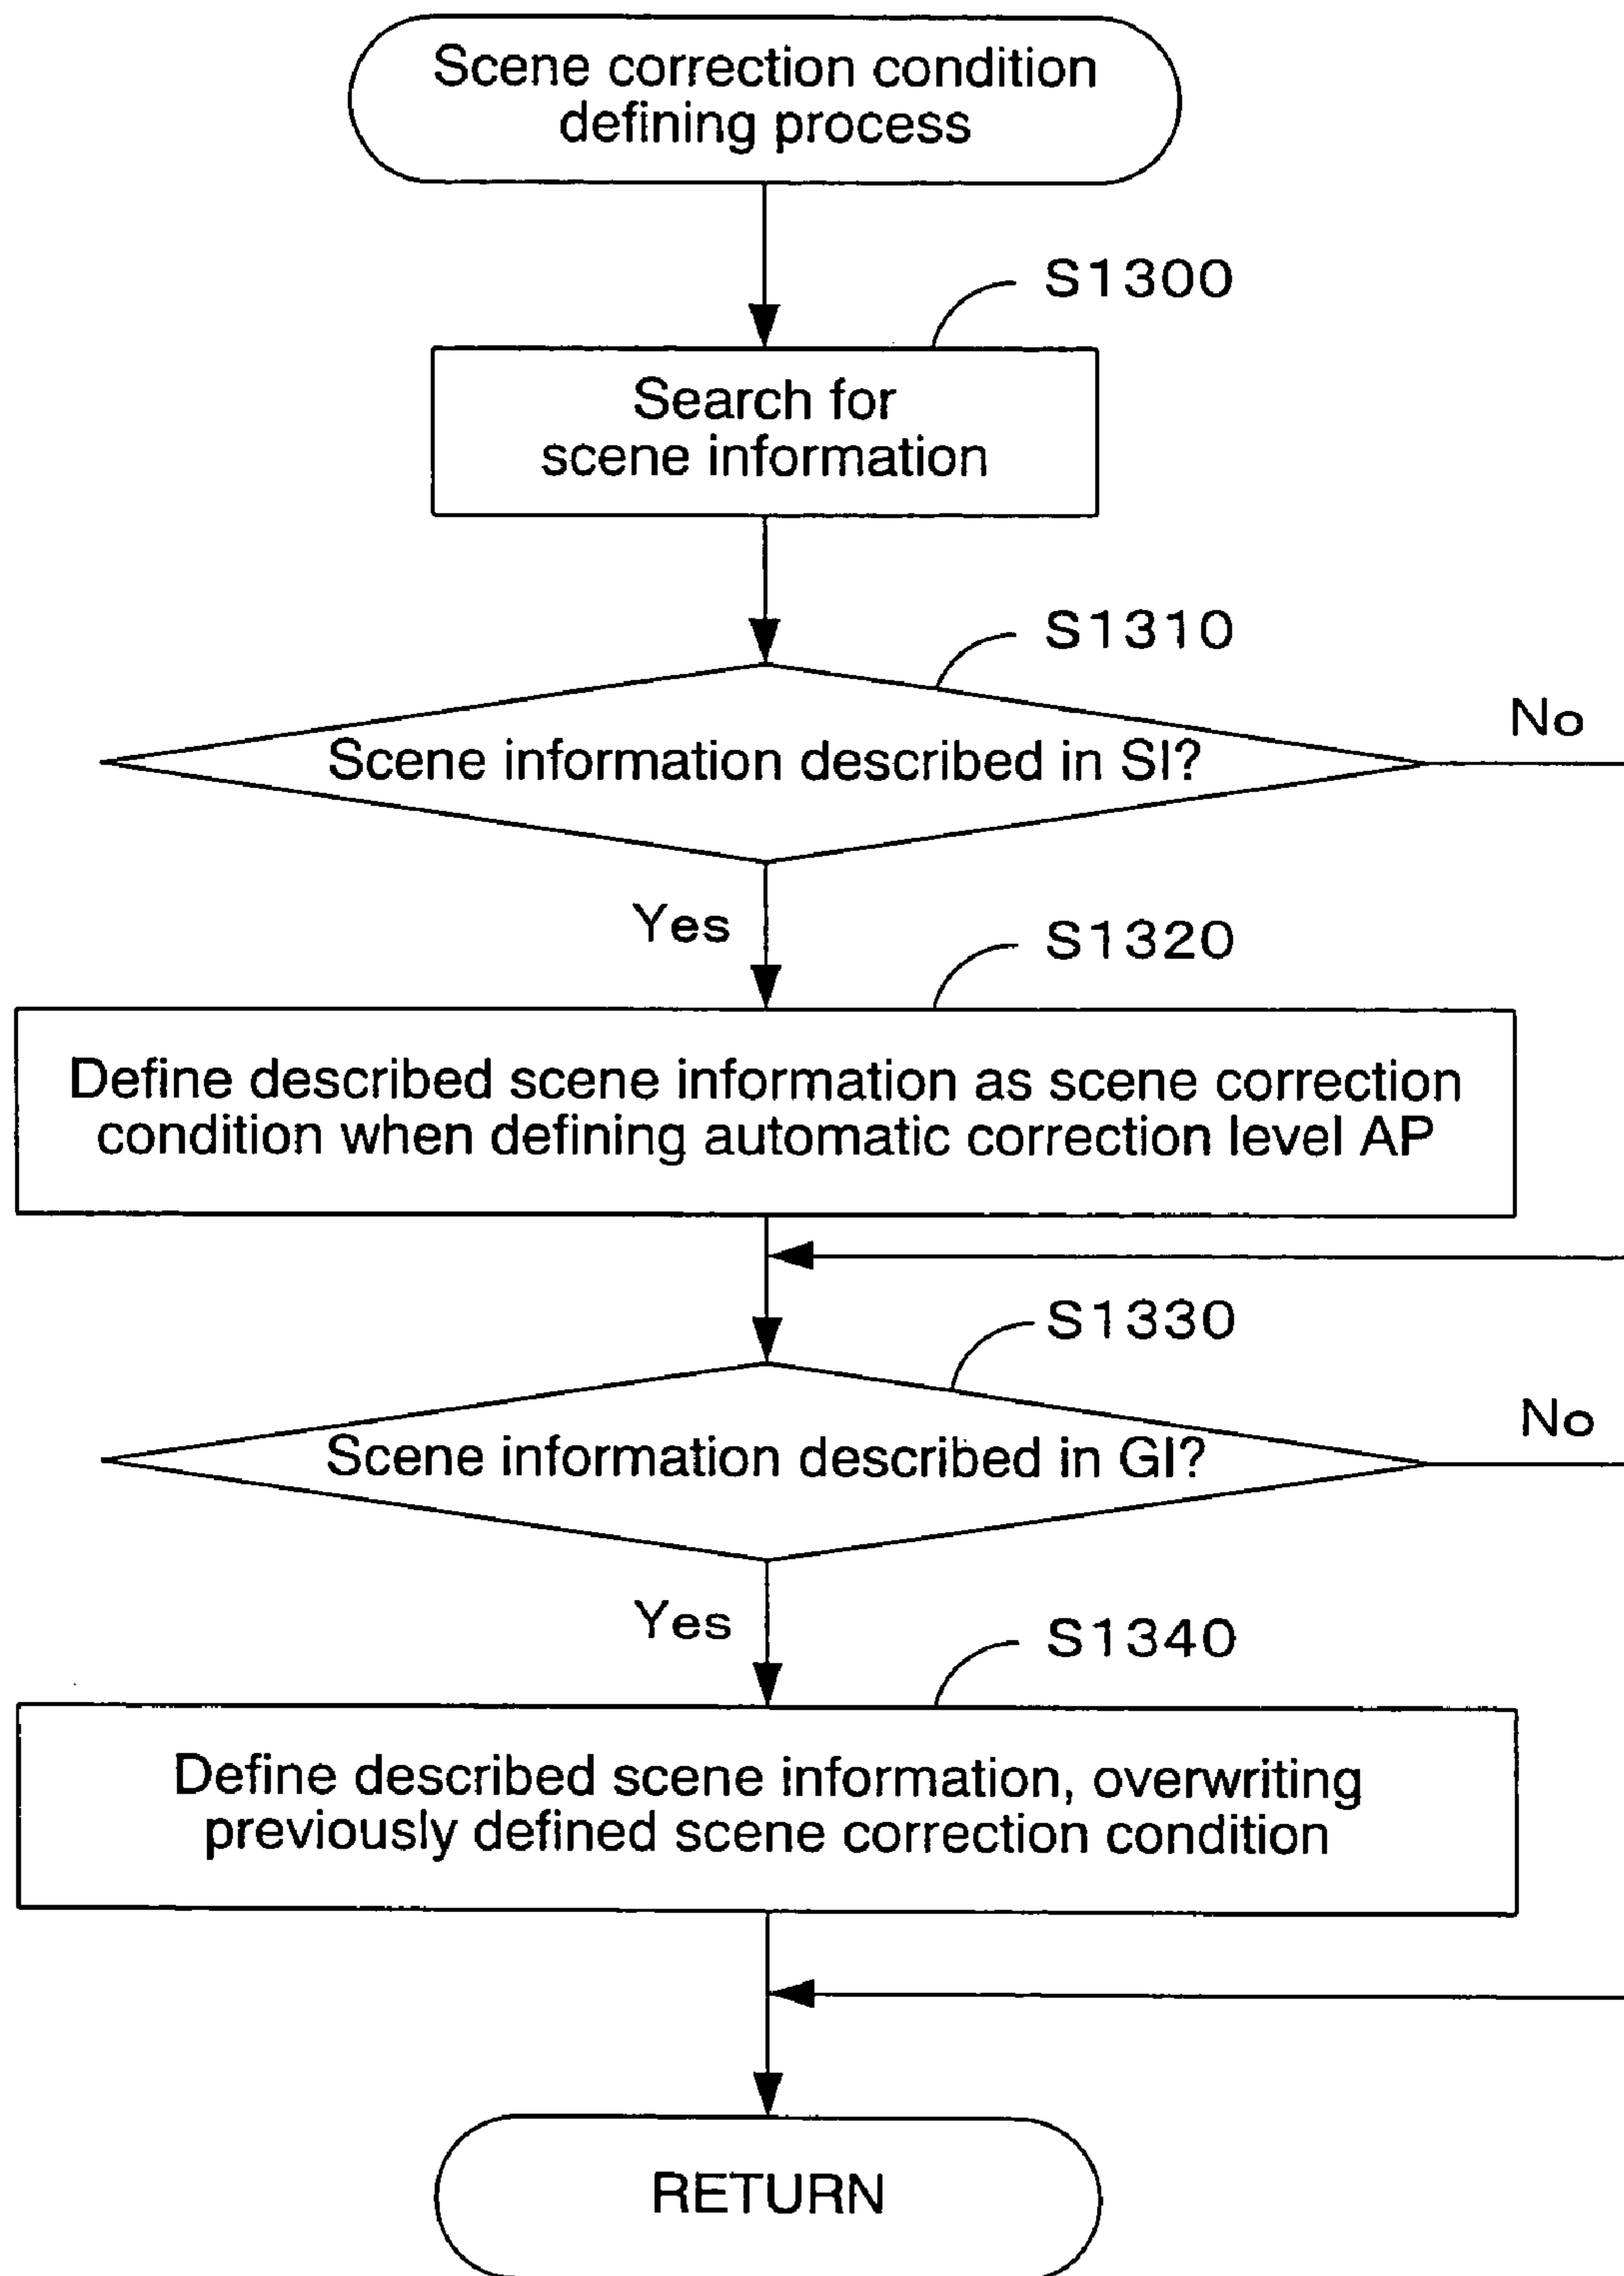 Scene correction condition
defining process
S1300
Search for
scene information
S1310
Scene information described in SI?
No
Yes
S1320
Define described scene information as scene correction
condition when defining automatic correction level AP
S1330
Scene information described in GI?
No
Yes
S1340
Define described scene information, overwriting
previously defined scene correction condition
RETURN